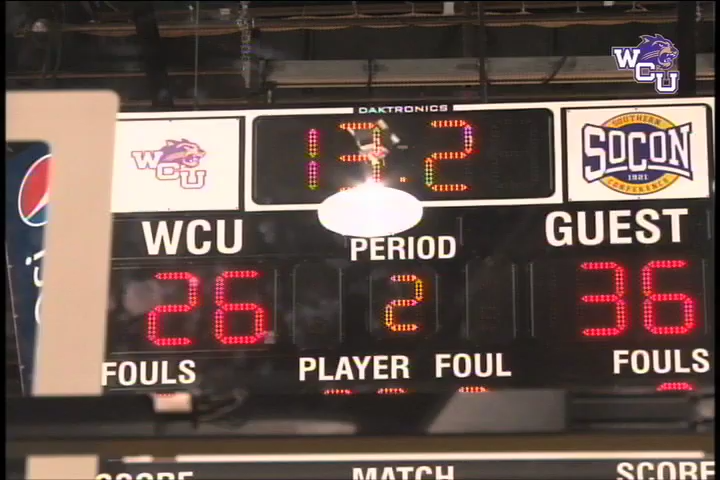 WCU
DAKTRONICS
13.2
WCU
SOUTHERN
SOCON
1921
CONFERENCE
WCU
PERIOD
GUEST
26
2
36
FOULS
PLAYER FOUL
FOULS
SCORE
MATCH
SCORE